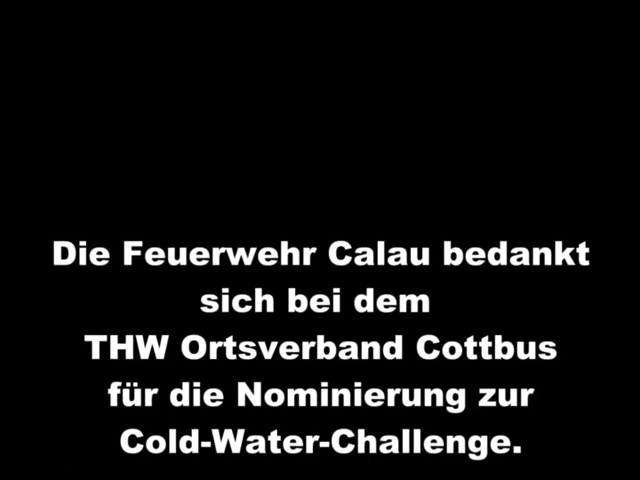 Die Feuerwehr Calau bedankt
sich bei dem
THW Ortsverband Cottbus
für die Nominierung zur
Cold-Water-Challenge.